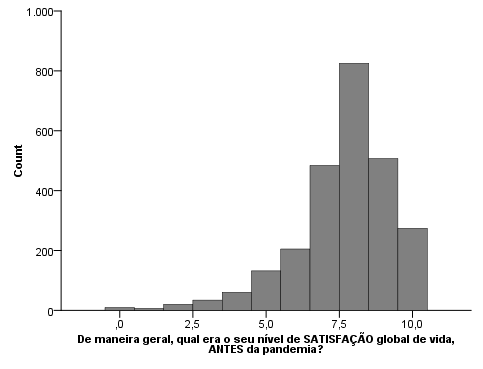 1.000
800
600
400
200
0
Count
,0 2,5 5,0 7,5 10,0
De maneira geral, qual era o seu nível de SATISFAÇÃO global de vida,
ANTES da pandemia?